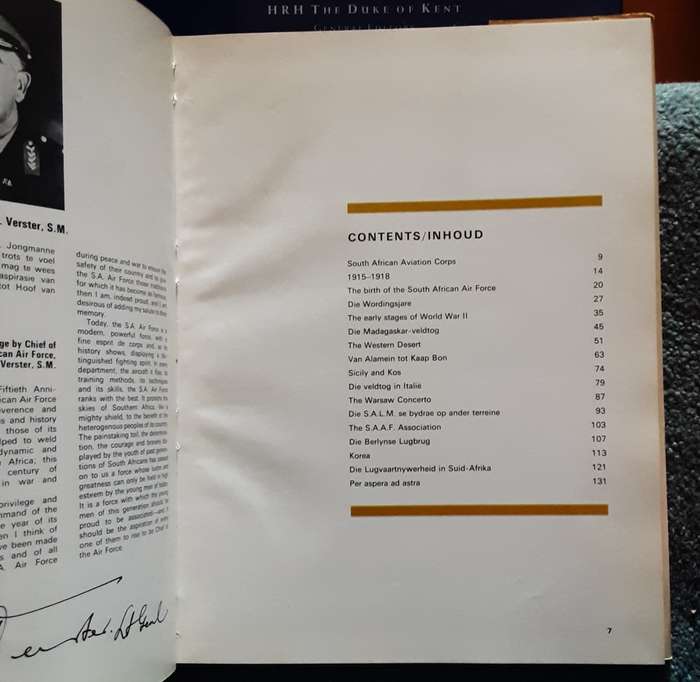 HRH THE DUKE OF KENT
. Verster, S.M.
Jongmanne
trots te voel
mag te wees
aspirasie van
tot Hoof van
ge by Chief of
can Air Force,
Verster, S.M.
Fiftieth Anni-
ican Air Force
everence and
s and history
those of its
lped to weld
dynamic and
Africa; this
century of
in war and
privilege and
mmand of the
e year of its
en I think of
ve been made
s and of all
A. Air Force
during peace and war to ensure the
safety of their country and to give
the S.A. Air Force those traditions
for which it has become so famous,
then I am, indeed proud, and I am
desirous of adding my salute to their
memory.
Today, the S.A. Air Force is a
modern, powerful force, with a
fine esprit de corps and, as its
history shows, displaying a dis-
tinguished fighting spirit. In every
department, the aircraft it flies, its
training methods, its techniques
and its skills, the S.A. Air Force
ranks with the best. It
skies of Southern Africa, like a
mighty shield, to the benefit of the
heterogenous peoples of its country.
The painstaking toil, the determina-
tion, the courage and bravery dis-
played by the youth of past genera-
tions of South Africans has passed
on to us a force whose
greatness can only be held in high
esteem by the young men of today.
It is a force with which the young
men of this generation should be
proud to be associated—and it
should be the aspiration of every
one of them to rise to be Chief of
the Air Force.
CONTENTS/INHOUD
South African Aviation Corps 9
1915–1918 14
The birth of the South African Air Force 20
Die Wordingsjare 27
The early stages of World War II 35
Die Madagaskar-veldtog 45
The Western Desert 51
Van Alamein tot Kaap Bon 63
Sicily and Kos 74
Die veldtog in Italie 79
The Warsaw Concerto 87
Die S.A.L.M. se bydrae op ander terreine 93
The S.A.A.F. Association 103
Die Berlynse Lugbrug 107
Korea 113
Die Lugvaartnywerheid in Suid-Afrika 121
Per aspera ad astra 131
7